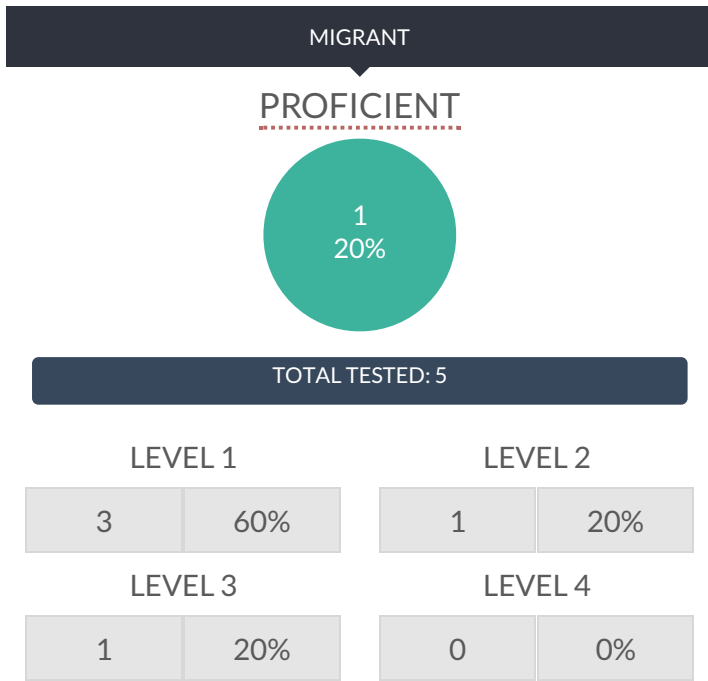 MIGRANT
PROFICIENT
1
20%
TOTAL TESTED: 5
LEVEL 1
3 60%
LEVEL 2
1 20%
LEVEL 3
1 20%
LEVEL 4
0 0%